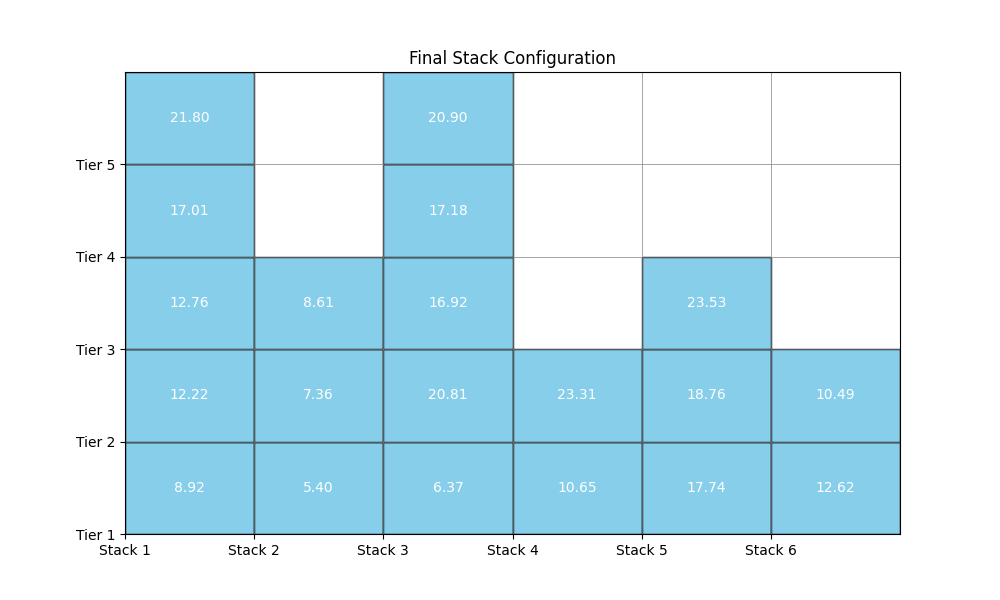 Final Stack Configuration
21.80 20.90
Tier 5
17.01 17.18
Tier 4
12.76 8.61 16.92 23.53
Tier 3
12.22 7.36 20.81 23.31 18.76 10.49
Tier 2
8.92 5.40 6.37 10.65 17.74 12.62
Tier 1
Stack 1 Stack 2 Stack 3 Stack 4 Stack 5 Stack 6